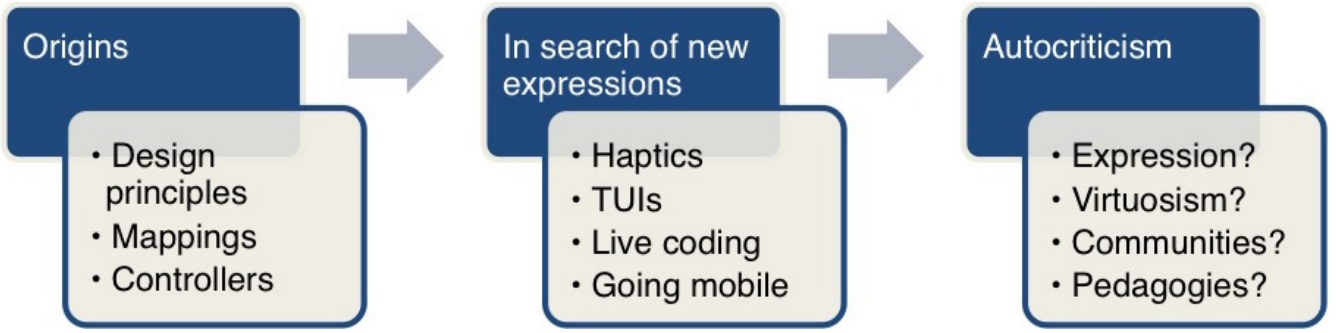 Origins
• Design
principles
• Mappings
• Controllers
In search of new
expressions
• Haptics
• TUIs
• Live coding
• Going mobile
Autocriticism
• Expression?
• Virtuosism?
• Communities?
• Pedagogies?